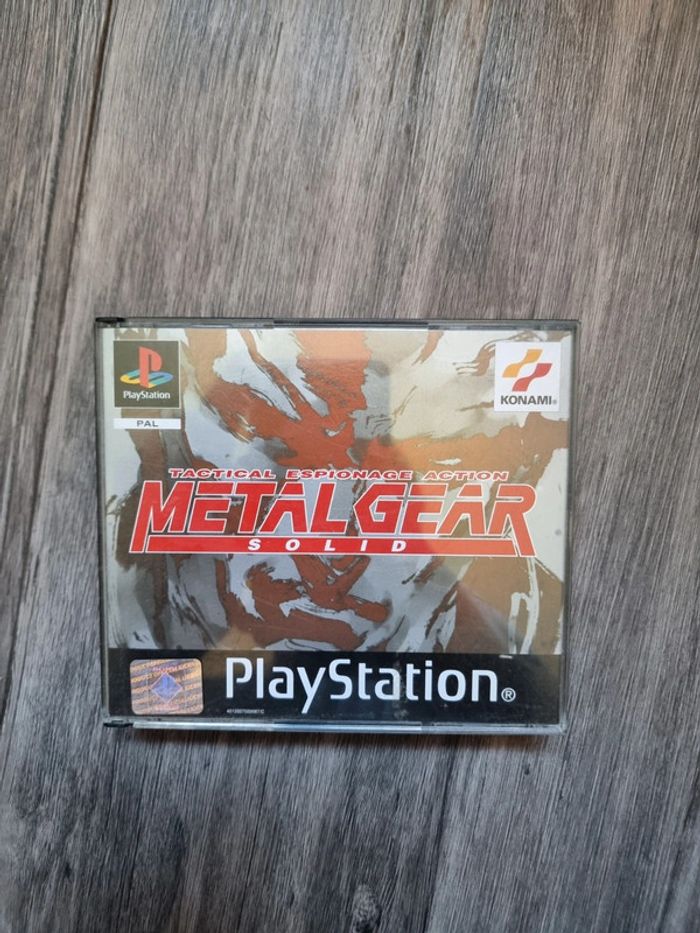 PlayStation
PAL
KONAMI®
TACTICAL ESPIONAGE ACTION
METAL GEAR
SOLID
PlayStation®